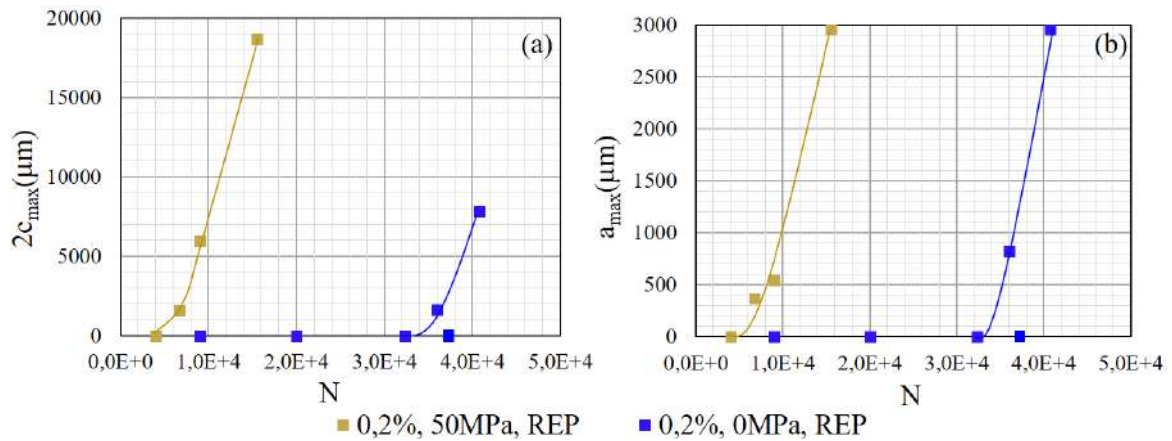 (a)
2c_max(µm)
20000
15000
10000
5000
0
0,0E+0 1,0E+4 2,0E+4 3,0E+4 4,0E+4 5,0E+4
N
(b)
a_max(µm)
3000
2500
2000
1500
1000
500
0
0,0E+0 1,0E+4 2,0E+4 3,0E+4 4,0E+4 5,0E+4
N
0,2%, 50MPa, REP 0,2%, 0MPa, REP